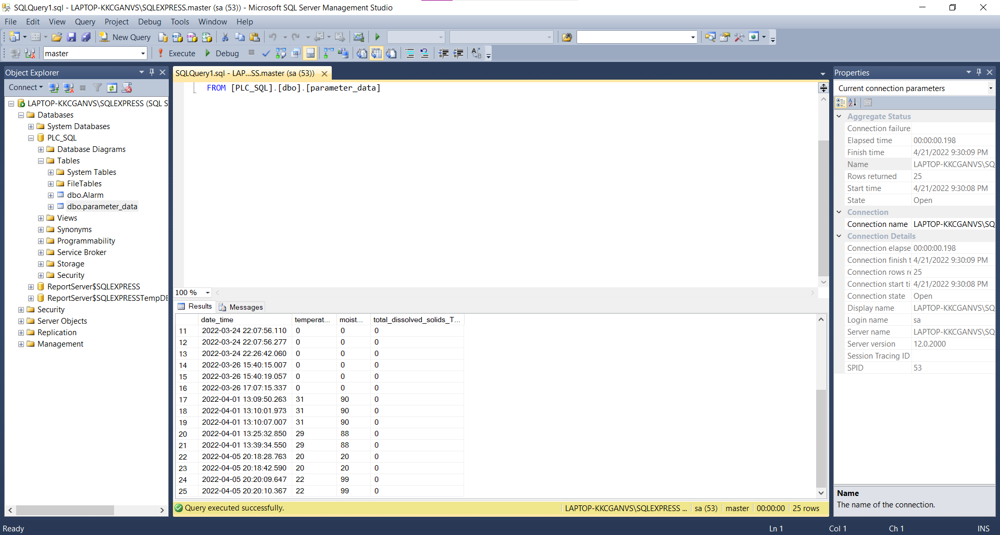 SQLQuery1.sql - LAPTOP-KKCGANVS\SQLEXPRESS.master (sa (53)) - Microsoft SQL Server Management Studio
File Edit View Query Project Debug Tools Window Help
New Query
master Execute Debug
Object Explorer
Connect
LAPTOP-KKCGANVS\SQLEXPRESS (SQL S
Databases
System Databases
PLC_SQL
Database Diagrams
Tables
System Tables
FileTables
dbo.Alarm
dbo.parameter_data
Views
Synonyms
Programmability
Service Broker
Storage
Security
ReportServer$SQLEXPRESS
ReportServer$SQLEXPRESSTempDB
Security
Server Objects
Replication
Management
SQLQuery1.sql - LAP...SS.master (sa (53))
FROM [PLC_SQL].[dbo].[parameter_data]
100 %
Results Messages
date_time temperat... moist... total_dissolved_solids_T...
11 2022-03-24 22:07:56.110 0 0 0
12 2022-03-24 22:07:56.277 0 0 0
13 2022-03-24 22:26:42.060 0 0 0
14 2022-03-26 15:40:15.007 0 0 0
15 2022-03-26 15:40:19.057 0 0 0
16 2022-03-26 17:07:15.337 0 0 0
17 2022-04-01 13:09:50.263 31 90 0
18 2022-04-01 13:10:01.973 31 90 0
19 2022-04-01 13:10:07.007 31 90 0
20 2022-04-01 13:25:32.850 29 88 0
21 2022-04-01 13:39:34.550 29 88 0
22 2022-04-05 20:18:28.763 20 20 0
23 2022-04-05 20:18:42.590 20 20 0
24 2022-04-05 20:20:09.647 22 99 0
25 2022-04-05 20:20:10.367 22 99 0
Query executed successfully. LAPTOP-KKCGANVS\SQLEXPRESS ... sa (53) master 00:00:00 25 rows
Properties
Current connection parameters
Aggregate Status
Connection failure
Elapsed time 00:00:00.198
Finish time 4/21/2022 9:30:09 PM
Name LAPTOP-KKCGANVS\SQ
Rows returned 25
Start time 4/21/2022 9:30:08 PM
State Open
Connection
Connection name LAPTOP-KKCGANVS\SQ
Connection Details
Connection elapse 00:00:00.198
Connection finish t 4/21/2022 9:30:09 PM
Connection rows re 25
Connection start ti 4/21/2022 9:30:08 PM
Connection state Open
Display name LAPTOP-KKCGANVS\SQ
Login name sa
Server name LAPTOP-KKCGANVS\SQ
Server version 12.0.2000
Session Tracing ID
SPID 53
Name
The name of the connection.
Ready Ln 1 Col 1 Ch 1 INS